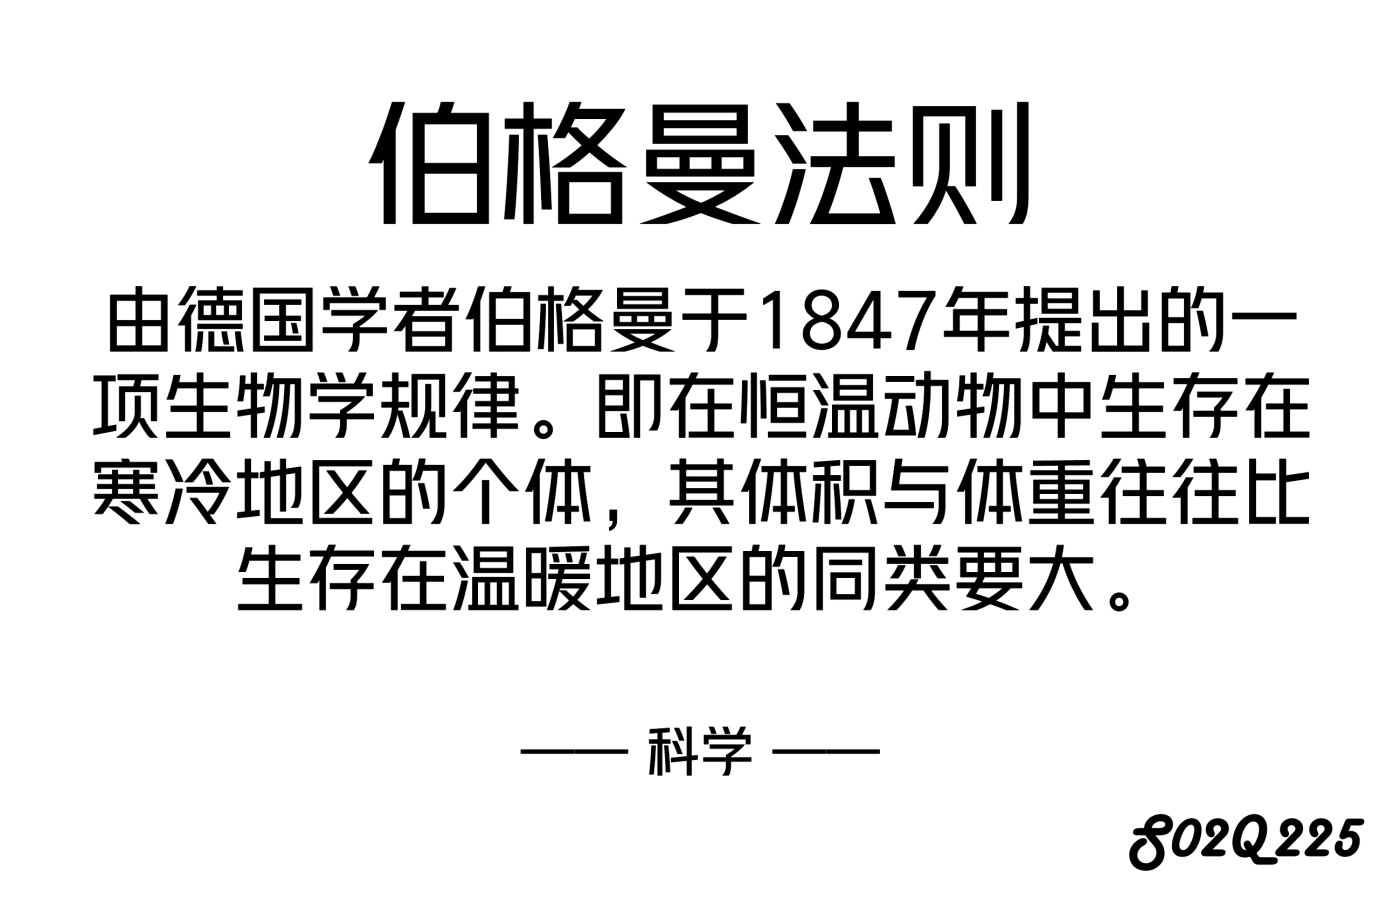 伯格曼法则
由德国学者伯格曼于1847年提出的一
项生物学规律。即在恒温动物中生存在
寒冷地区的个体，其体积与体重往往比
生存在温暖地区的同类要大。
—— 科学 ——
S02Q225